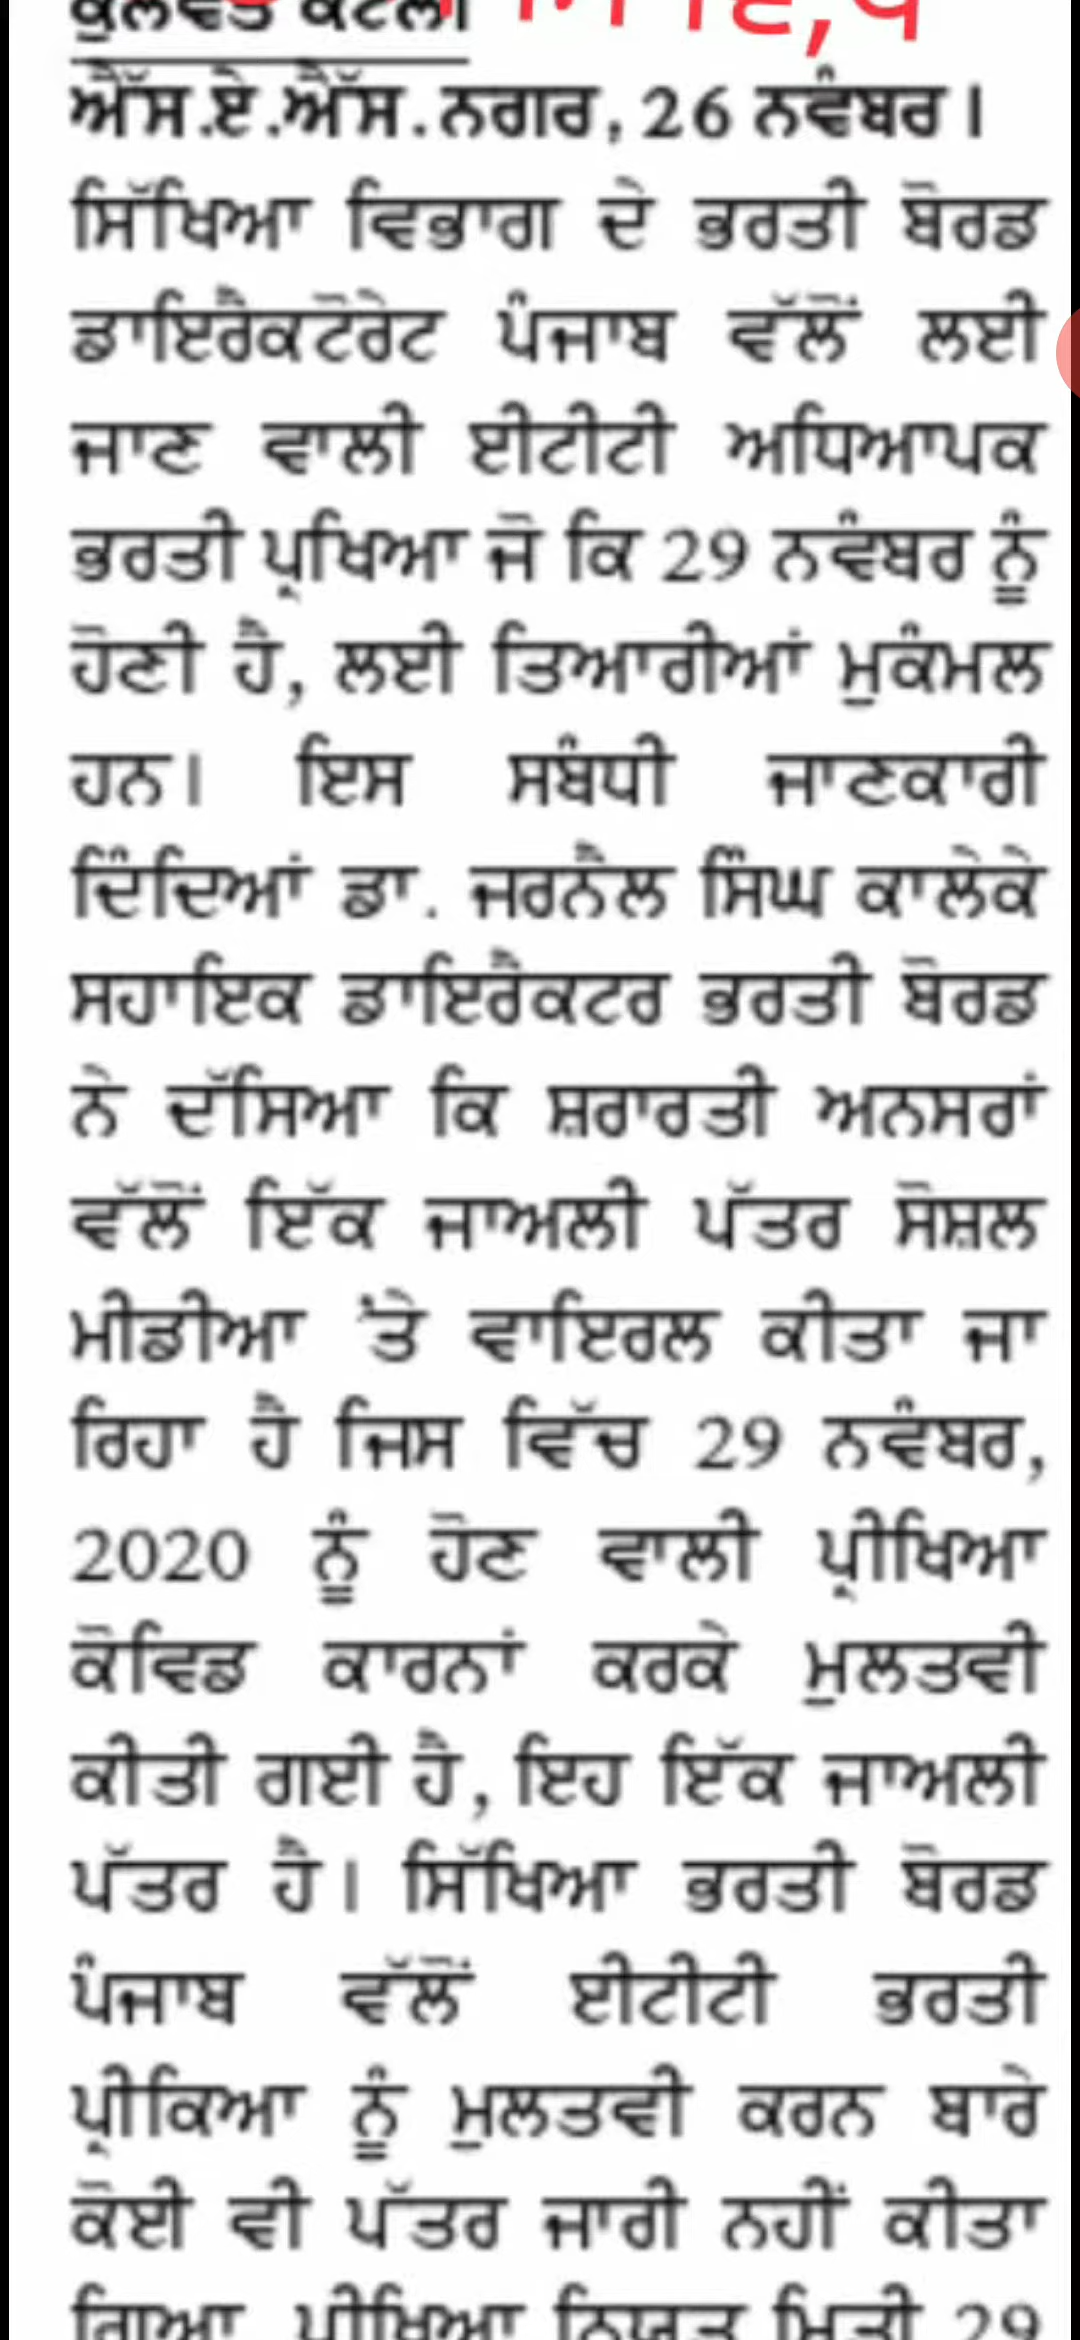 ਐੱਸ.ਏ.ਐੱਸ.ਨਗਰ, 26 ਨਵੰਬਰ।
ਸਿੱਖਿਆ ਵਿਭਾਗ ਦੇ ਭਰਤੀ ਬੋਰਡ
ਡਾਇਰੈਕਟੋਰੇਟ ਪੰਜਾਬ ਵੱਲੋਂ ਲਈ
ਜਾਣ ਵਾਲੀ ਈਟੀਟੀ ਅਧਿਆਪਕ
ਭਰਤੀ ਪ੍ਰਖਿਆ ਜੋ ਕਿ 29 ਨਵੰਬਰ ਨੂੰ
ਹੋਣੀ ਹੈ, ਲਈ ਤਿਆਰੀਆਂ ਮੁਕੰਮਲ
ਹਨ। ਇਸ ਸਬੰਧੀ ਜਾਣਕਾਰੀ
ਦਿੰਦਿਆਂ ਡਾ. ਜਰਨੈਲ ਸਿੰਘ ਕਾਲੇਕੇ
ਸਹਾਇਕ ਡਾਇਰੈਕਟਰ ਭਰਤੀ ਬੋਰਡ
ਨੇ ਦੱਸਿਆ ਕਿ ਸ਼ਰਾਰਤੀ ਅਨਸਰਾਂ
ਵੱਲੋਂ ਇੱਕ ਜਾਅਲੀ ਪੱਤਰ ਸੋਸ਼ਲ
ਮੀਡੀਆ 'ਤੇ ਵਾਇਰਲ ਕੀਤਾ ਜਾ
ਰਿਹਾ ਹੈ ਜਿਸ ਵਿੱਚ 29 ਨਵੰਬਰ,
2020 ਨੂੰ ਹੋਣ ਵਾਲੀ ਪ੍ਰੀਖਿਆ
ਕੋਵਿਡ ਕਾਰਨਾਂ ਕਰਕੇ ਮੁਲਤਵੀ
ਕੀਤੀ ਗਈ ਹੈ, ਇਹ ਇੱਕ ਜਾਅਲੀ
ਪੱਤਰ ਹੈ। ਸਿੱਖਿਆ ਭਰਤੀ ਬੋਰਡ
ਪੰਜਾਬ ਵੱਲੋਂ ਈਟੀਟੀ ਭਰਤੀ
ਪ੍ਰੀਕਿਆ ਨੂੰ ਮੁਲਤਵੀ ਕਰਨ ਬਾਰੇ
ਕੋਈ ਵੀ ਪੱਤਰ ਜਾਰੀ ਨਹੀਂ ਕੀਤਾ
ਗਿਆ, ਪ੍ਰੀਖਿਆ ਨਿਯਤ ਮਿਤੀ 29